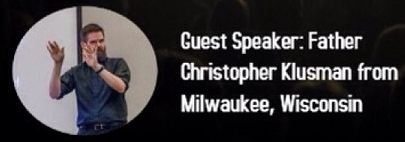 Guest Speaker: Father
Christopher Klusman from
Milwaukee, Wisconsin